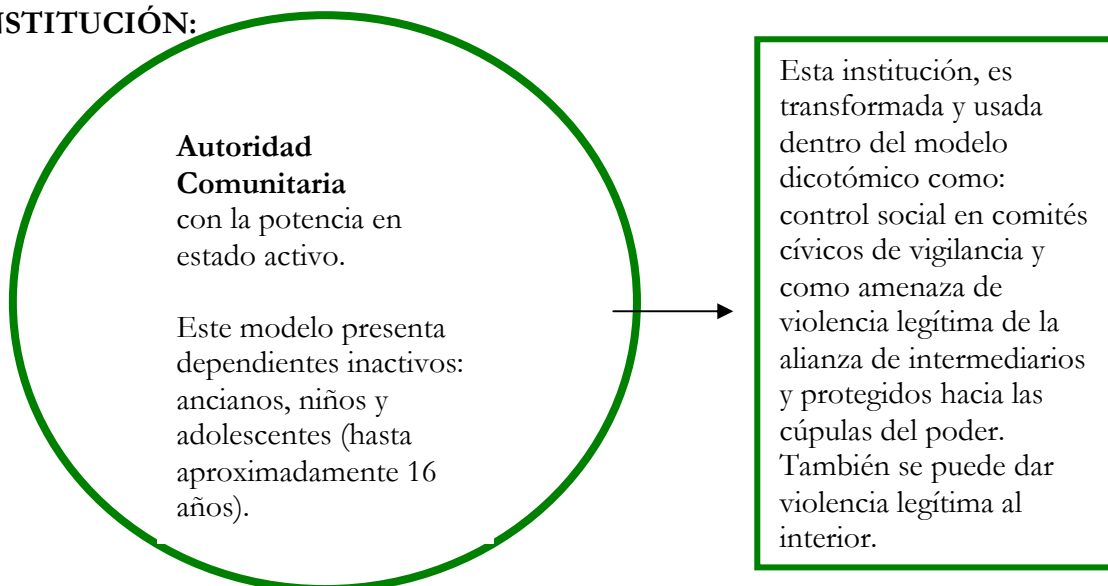 NSTITUCIÓN:
Autoridad
Comunitaria
con la potencia en
estado activo.
Este modelo presenta
dependientes inactivos:
ancianos, niños y
adolescentes (hasta
aproximadamente 16
años).
Esta institución, es
transformada y usada
dentro del modelo
dicotómico como:
control social en comités
cívicos de vigilancia y
como amenaza de
violencia legítima de la
alianza de intermediarios
y protegidos hacia las
cúpulas del poder.
También se puede dar
violencia legítima al
interior.